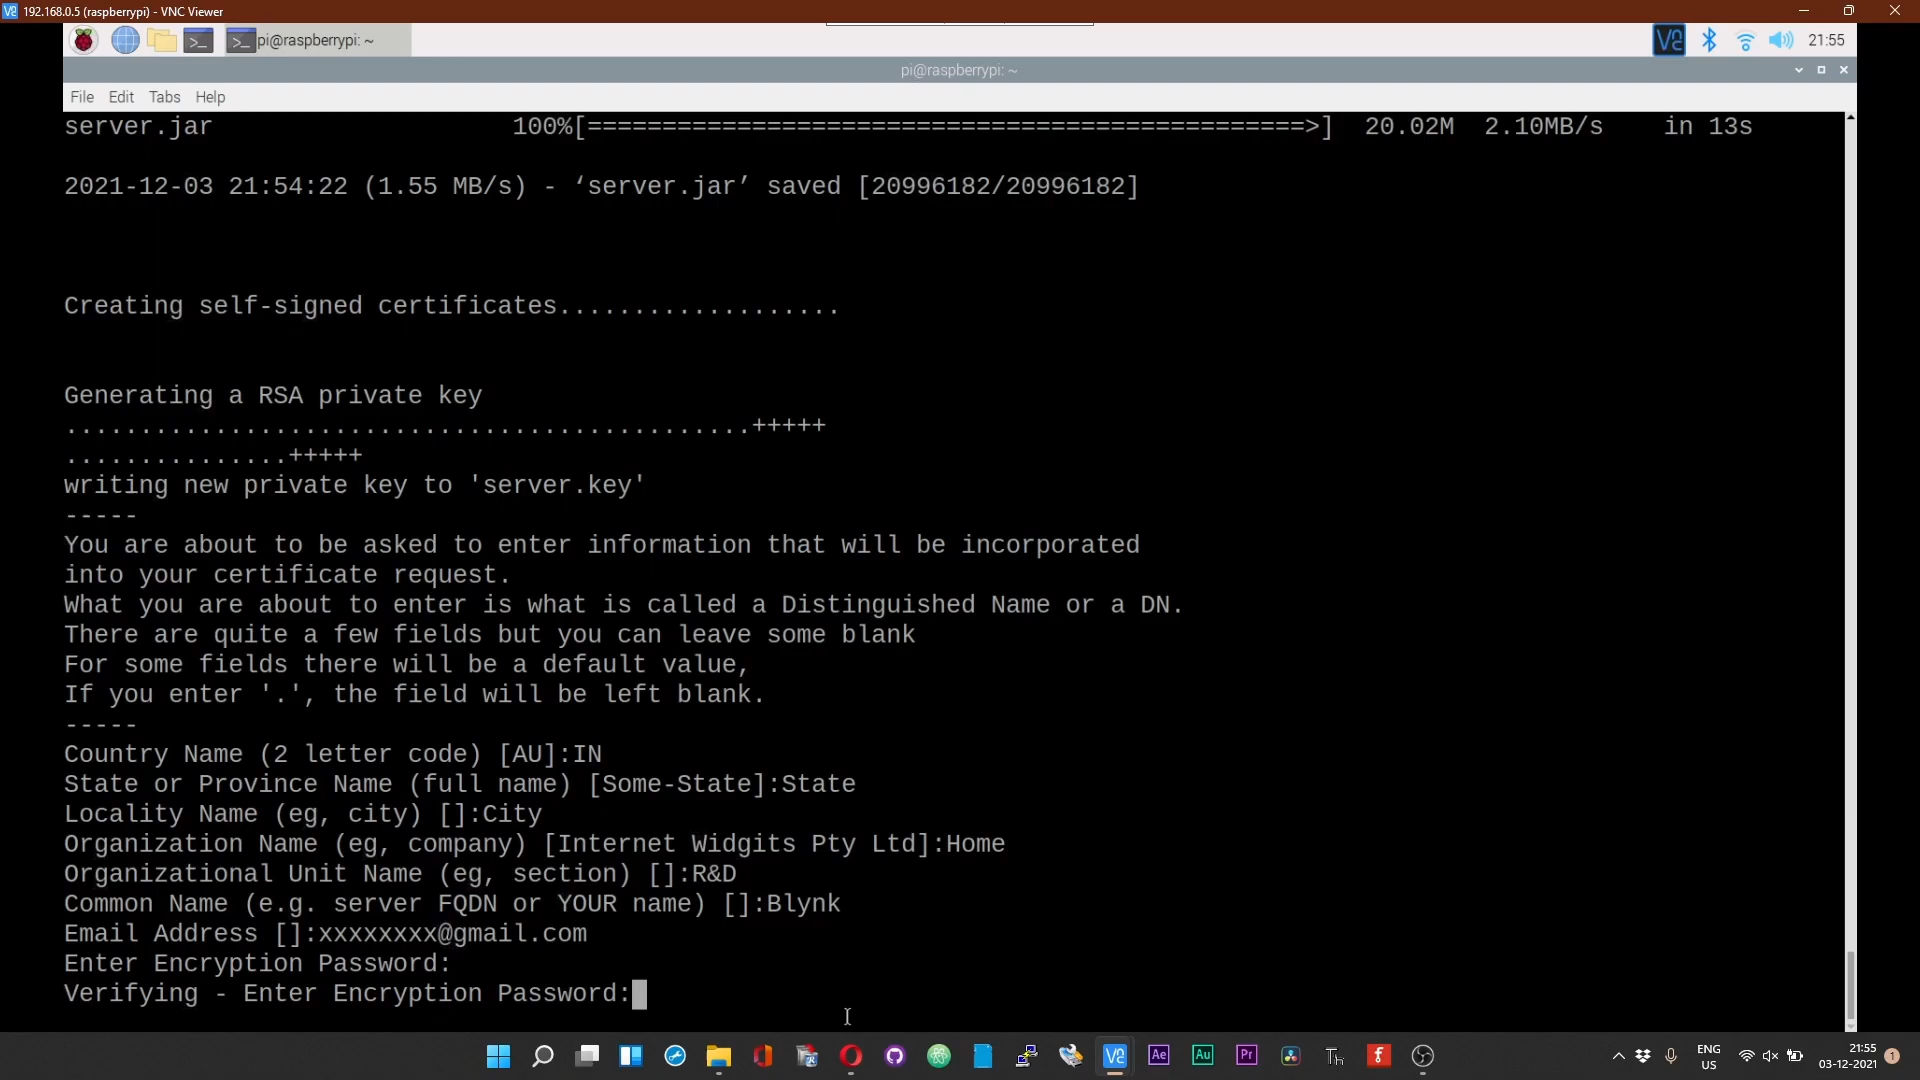 192.168.0.5 (raspberrypi) - VNC Viewer
pi@raspberrypi: ~
21:55
pi@raspberrypi: ~
File Edit Tabs Help
server.jar 100%[================================================>] 20.02M 2.10MB/s in 13s
2021-12-03 21:54:22 (1.55 MB/s) - ‘server.jar’ saved [20996182/20996182]
Creating self-signed certificates...................
Generating a RSA private key
..............................................+++++
...............+++++
writing new private key to 'server.key'
-----
You are about to be asked to enter information that will be incorporated
into your certificate request.
What you are about to enter is what is called a Distinguished Name or a DN.
There are quite a few fields but you can leave some blank
For some fields there will be a default value,
If you enter '.', the field will be left blank.
-----
Country Name (2 letter code) [AU]:IN
State or Province Name (full name) [Some-State]:State
Locality Name (eg, city) []:City
Organization Name (eg, company) [Internet Widgits Pty Ltd]:Home
Organizational Unit Name (eg, section) []:R&D
Common Name (e.g. server FQDN or YOUR name) []:Blynk
Email Address []:xxxxxxxx@gmail.com
Enter Encryption Password:
Verifying - Enter Encryption Password:
Ae Au Pr Th
ENG
US
21:55
03-12-2021
1